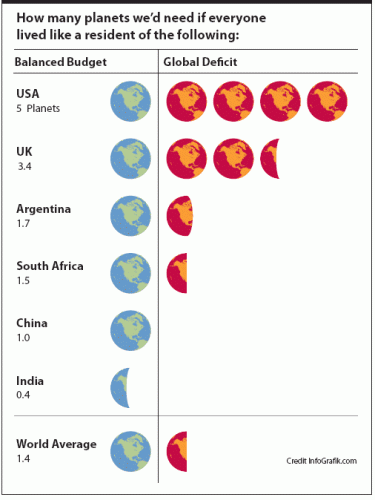 How many planets we'd need if everyone
lived like a resident of the following:
Balanced Budget Global Deficit
USA
5 Planets
UK
3.4
Argentina
1.7
South Africa
1.5
China
1.0
India
0.4
World Average
1.4
Credit InfoGrafik.com